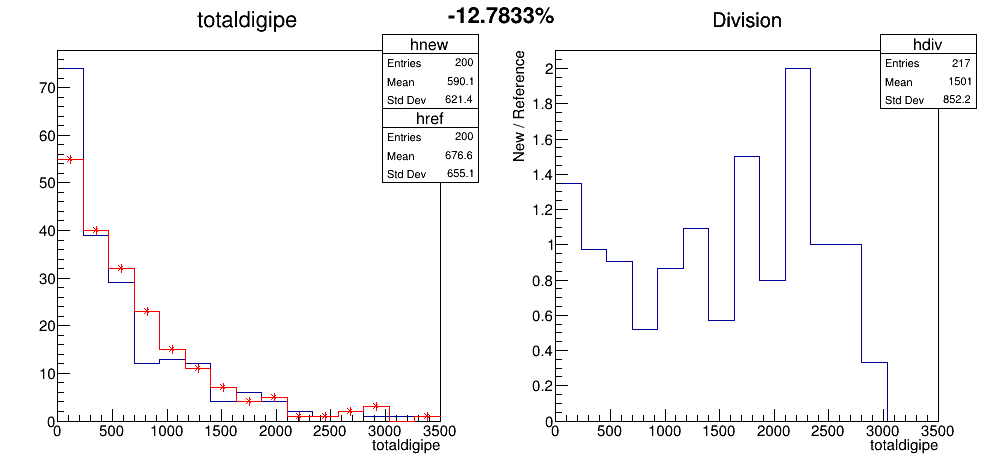 totaldigipe
-12.7833%
Division
hnew
Entries 200
Mean 590.1
Std Dev 621.4
href
Entries 200
Mean 676.6
Std Dev 655.1
70
60
50
40
30
20
10
0
0 500 1000 1500 2000 2500 3000 3500
totaldigipe
hdiv
Entries 217
Mean 1501
Std Dev 852.2
New / Reference
2
1.8
1.6
1.4
1.2
1
0.8
0.6
0.4
0.2
0
0 500 1000 1500 2000 2500 3000 3500
totaldigipe